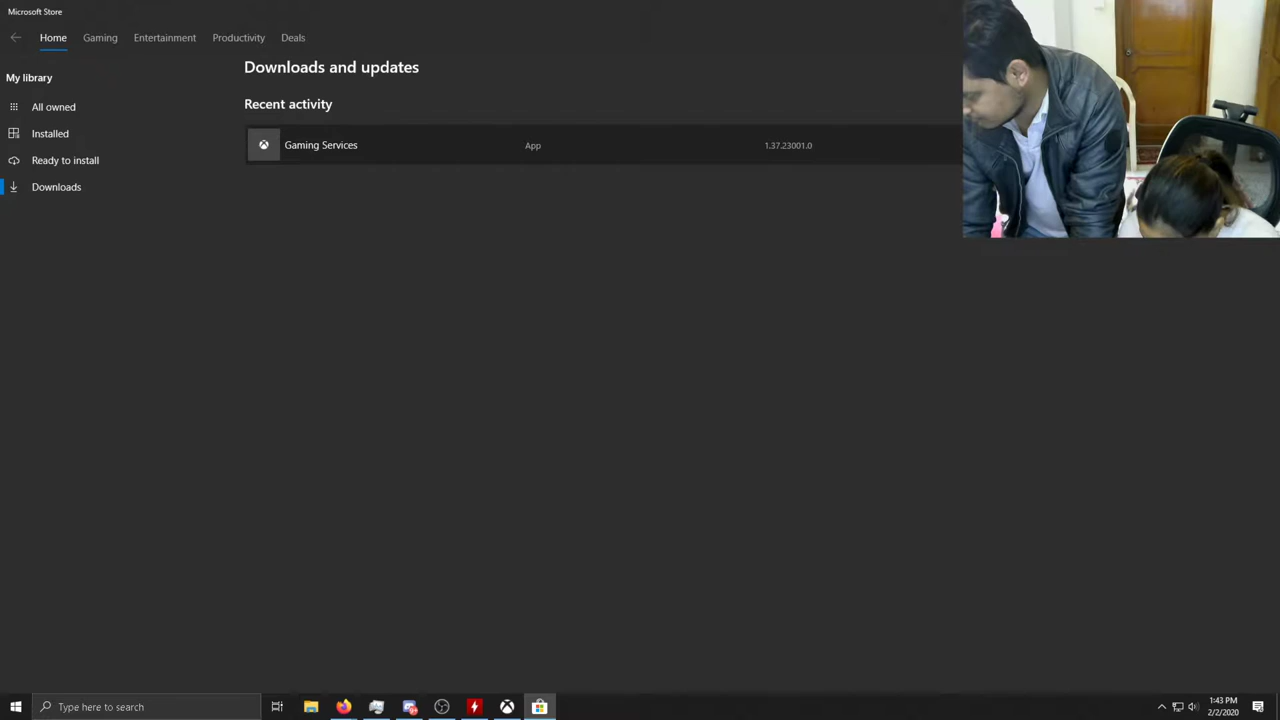 Microsoft Store
Home Gaming Entertainment Productivity Deals
My library
All owned
Installed
Ready to install
Downloads
Downloads and updates
Recent activity
Gaming Services App 1.37.23001.0
Type here to search
1:43 PM
2/2/2020